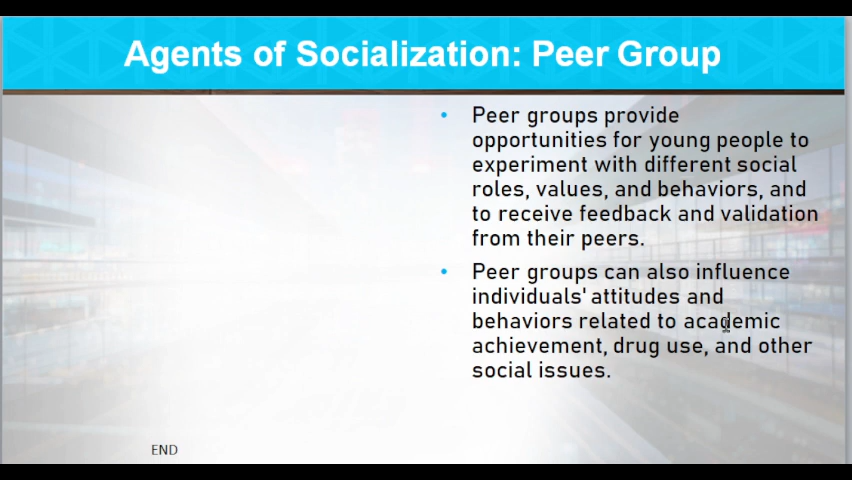 Agents of Socialization: Peer Group
• Peer groups provide
opportunities for young people to
experiment with different social
roles, values, and behaviors, and
to receive feedback and validation
from their peers.
• Peer groups can also influence
individuals' attitudes and
behaviors related to academic
achievement, drug use, and other
social issues.
END